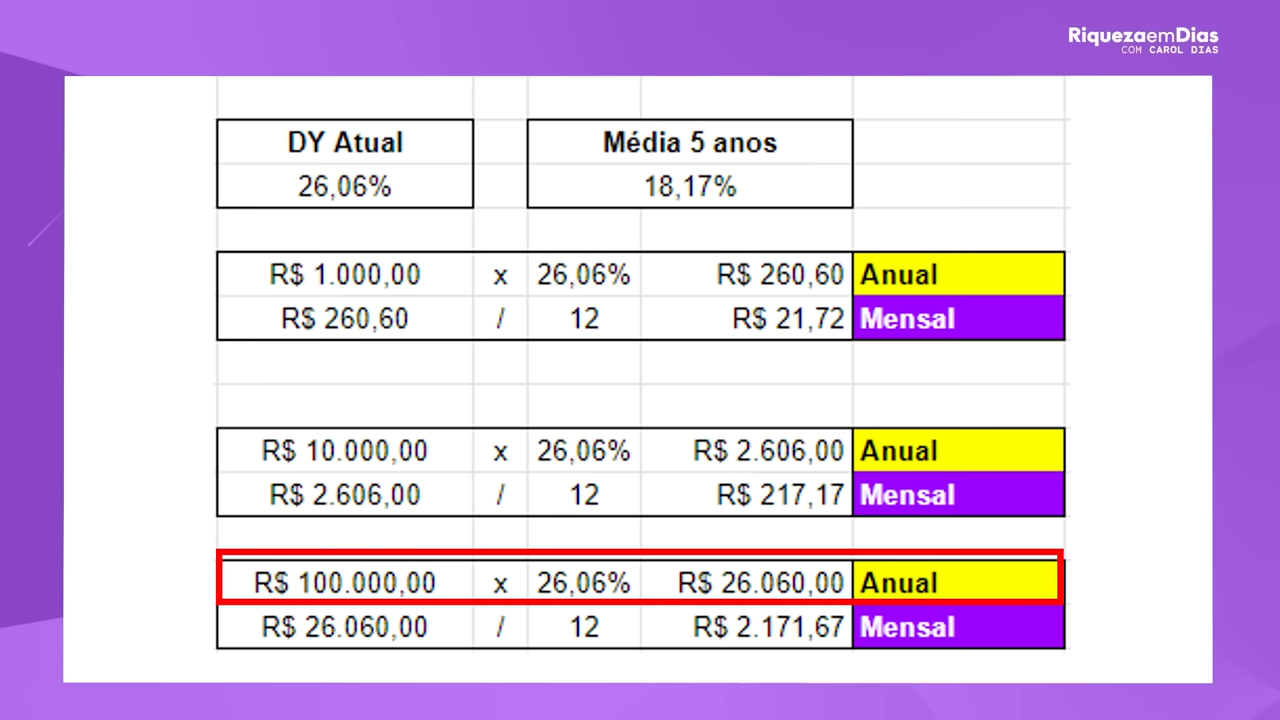 RiquezaemDias
COM CAROL DIAS
DY Atual Média 5 anos
26,06% 18,17%
R$ 1.000,00 x 26,06% R$ 260,60 Anual
R$ 260,60 / 12 R$ 21,72 Mensal
R$ 10.000,00 x 26,06% R$ 2.606,00 Anual
R$ 2.606,00 / 12 R$ 217,17 Mensal
R$ 100.000,00 x 26,06% R$ 26.060,00 Anual
R$ 26.060,00 / 12 R$ 2.171,67 Mensal